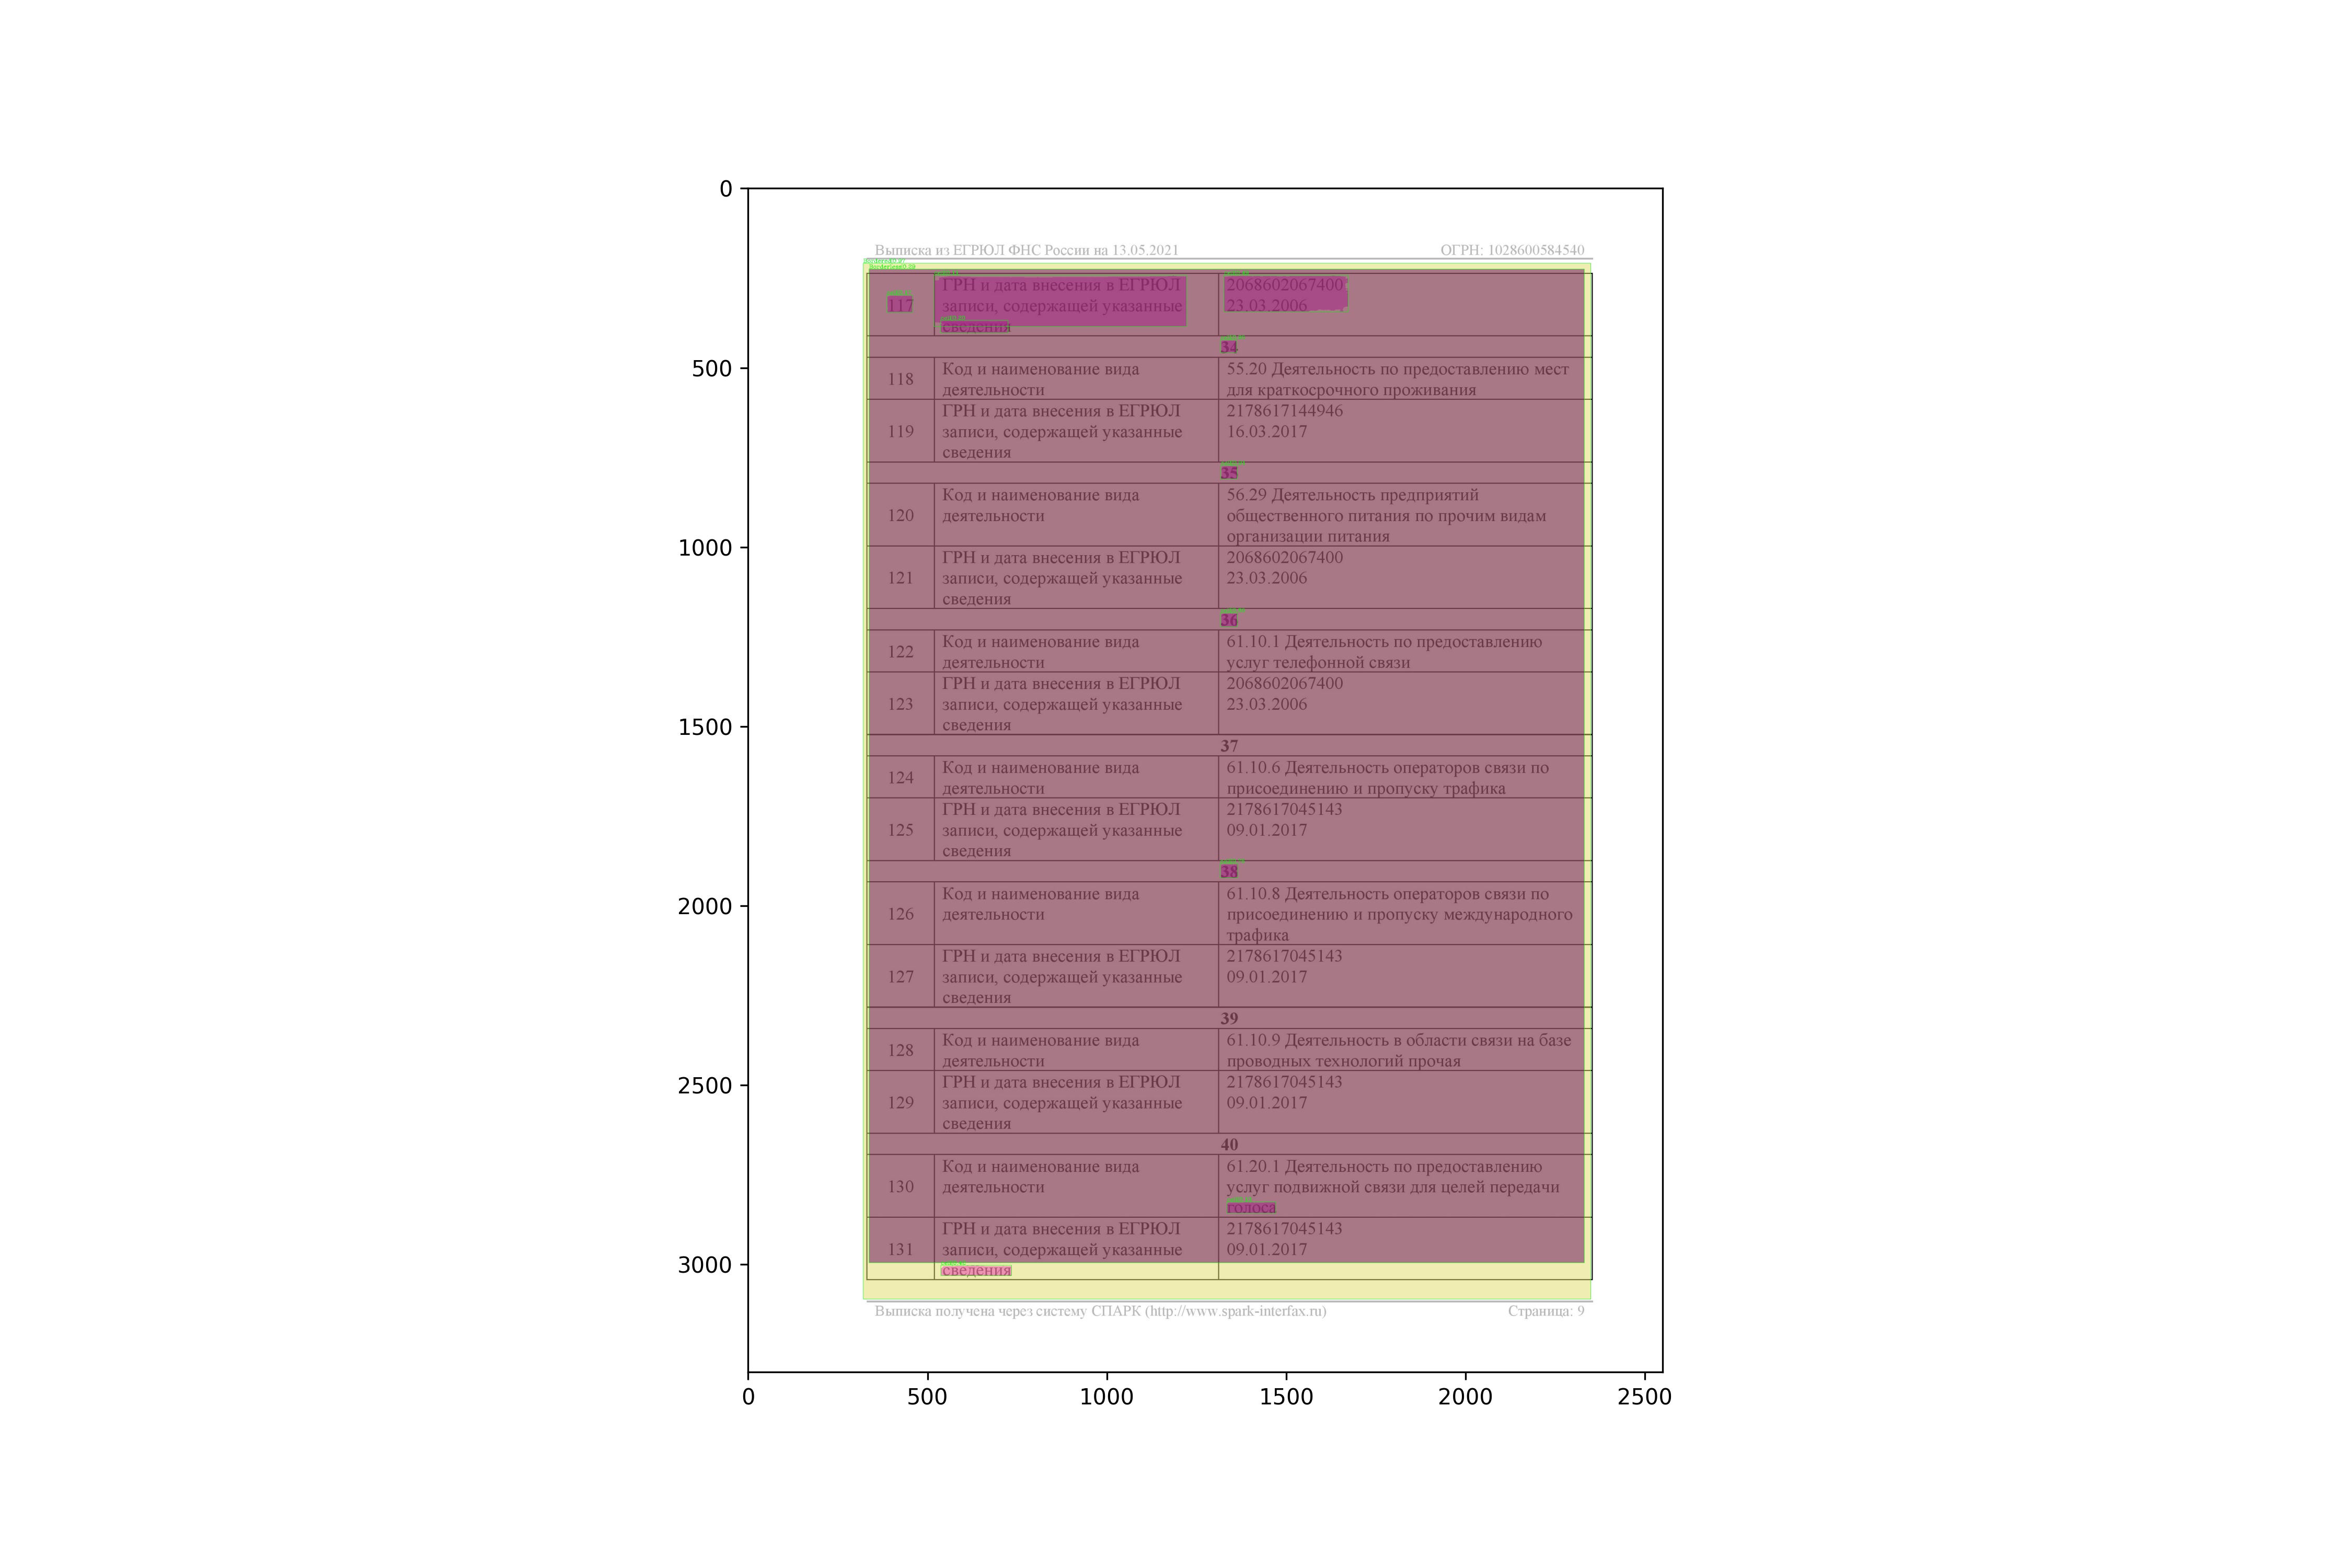 Выписка из ЕГРЮЛ ФНС России на 13.05.2021 ОГРН: 1028600584540
117 ГРН и дата внесения в ЕГРЮЛ 2068602067400
записи, содержащей указанные 23.03.2006
сведения
34
118 Код и наименование вида 55.20 Деятельность по предоставлению мест
деятельности для краткосрочного проживания
119 ГРН и дата внесения в ЕГРЮЛ 2178617144946
записи, содержащей указанные 16.03.2017
сведения
35
120 Код и наименование вида 56.29 Деятельность предприятий
деятельности общественного питания по прочим видам
организации питания
121 ГРН и дата внесения в ЕГРЮЛ 2068602067400
записи, содержащей указанные 23.03.2006
сведения
36
122 Код и наименование вида 61.10.1 Деятельность по предоставлению
деятельности услуг телефонной связи
123 ГРН и дата внесения в ЕГРЮЛ 2068602067400
записи, содержащей указанные 23.03.2006
сведения
37
124 Код и наименование вида 61.10.6 Деятельность операторов связи по
деятельности присоединению и пропуску трафика
125 ГРН и дата внесения в ЕГРЮЛ 2178617045143
записи, содержащей указанные 09.01.2017
сведения
38
126 Код и наименование вида 61.10.8 Деятельность операторов связи по
деятельности присоединению и пропуску международного
трафика
127 ГРН и дата внесения в ЕГРЮЛ 2178617045143
записи, содержащей указанные 09.01.2017
сведения
39
128 Код и наименование вида 61.10.9 Деятельность в области связи на базе
деятельности проводных технологий прочая
129 ГРН и дата внесения в ЕГРЮЛ 2178617045143
записи, содержащей указанные 09.01.2017
сведения
40
130 Код и наименование вида 61.20.1 Деятельность по предоставлению
деятельности услуг подвижной связи для целей передачи
голоса
131 ГРН и дата внесения в ЕГРЮЛ 2178617045143
записи, содержащей указанные 09.01.2017
сведения
Выписка получена через систему СПАРК (http://www.spark-interfax.ru) Страница: 9
0
500
1000
1500
2000
2500
3000
0 500 1000 1500 2000 2500